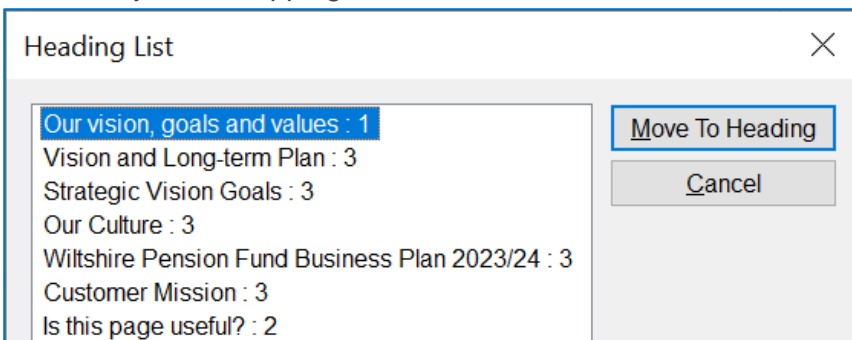 Heading List
Our vision, goals and values : 1
Move To Heading
Vision and Long-term Plan : 3
Cancel
Strategic Vision Goals : 3
Our Culture : 3
Wiltshire Pension Fund Business Plan 2023/24 : 3
Customer Mission : 3
Is this page useful? : 2